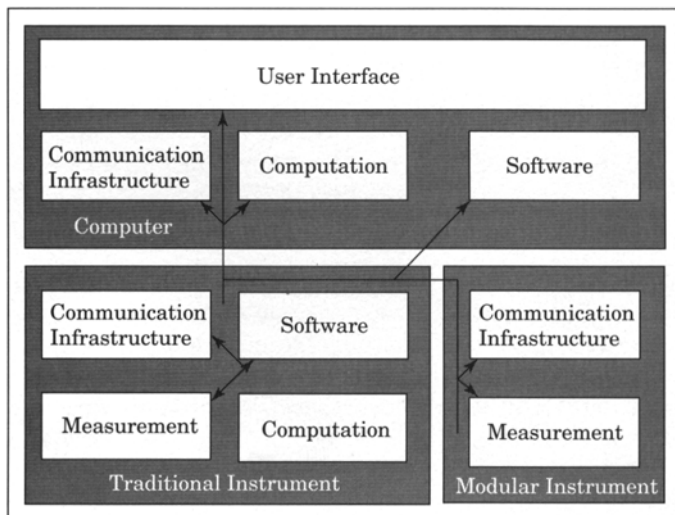 User Interface
Communication
Infrastructure
Computation
Software
Computer
Communication
Infrastructure
Software
Measurement
Computation
Traditional Instrument
Communication
Infrastructure
Measurement
Modular Instrument